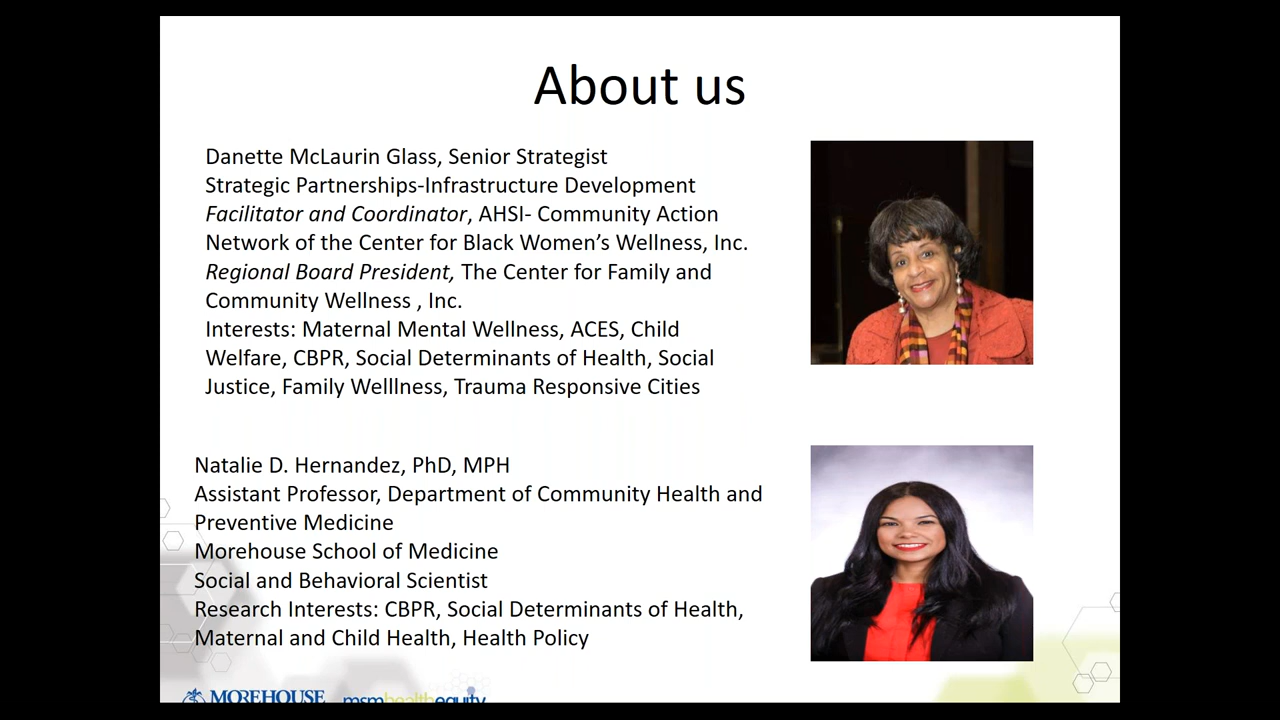 About us
Danette McLaurin Glass, Senior Strategist
Strategic Partnerships-Infrastructure Development
Facilitator and Coordinator, AHSI- Community Action
Network of the Center for Black Women’s Wellness, Inc.
Regional Board President, The Center for Family and
Community Wellness , Inc.
Interests: Maternal Mental Wellness, ACES, Child
Welfare, CBPR, Social Determinants of Health, Social
Justice, Family Welllness, Trauma Responsive Cities
Natalie D. Hernandez, PhD, MPH
Assistant Professor, Department of Community Health and
Preventive Medicine
Morehouse School of Medicine
Social and Behavioral Scientist
Research Interests: CBPR, Social Determinants of Health,
Maternal and Child Health, Health Policy
MOREHOUSE msmhealthequity